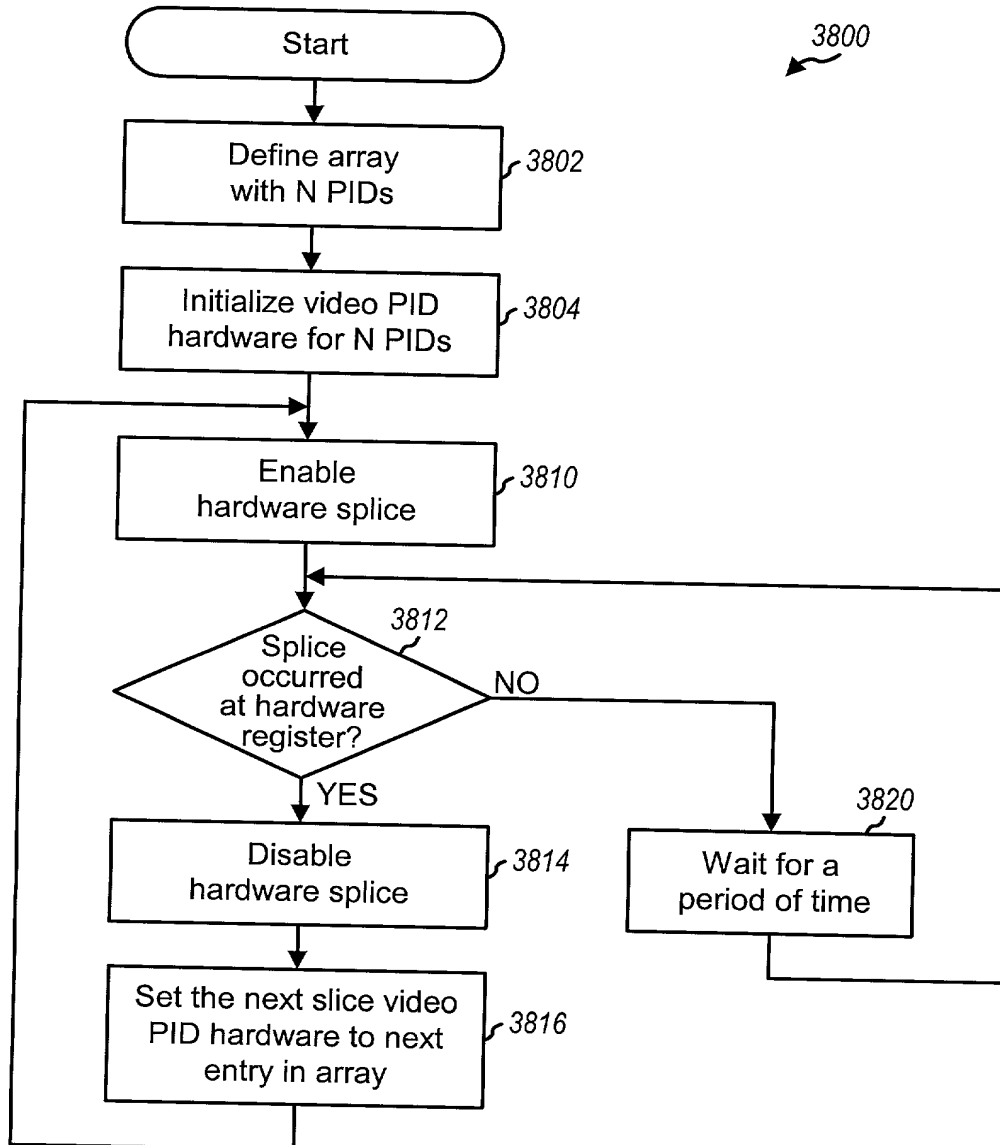 Start
3800
Define array
with N PIDs
3802
Initialize video PID
hardware for N PIDs
3804
Enable
hardware splice
3810
3812
Splice
occurred
at hardware
register?
NO
YES
3820
Disable
hardware splice
3814
Wait for a
period of time
Set the next slice video
PID hardware to next
entry in array
3816